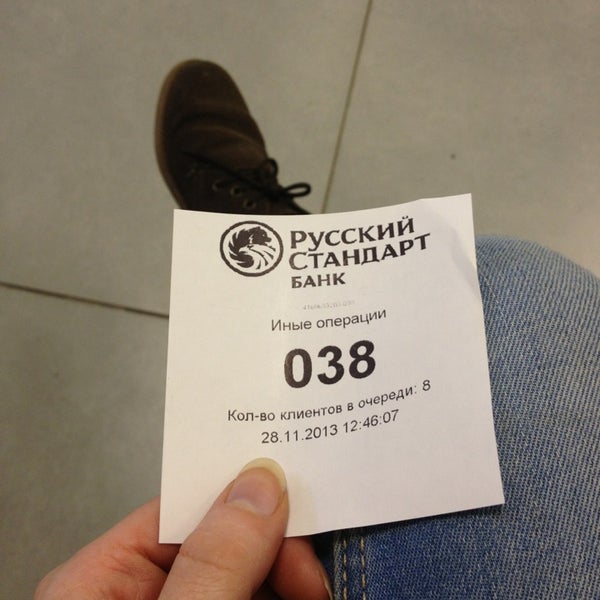 РУССКИЙ
СТАНДАРТ
БАНК
Иные операции
038
Кол-во клиентов в очереди: 8
28.11.2013 12:46:07